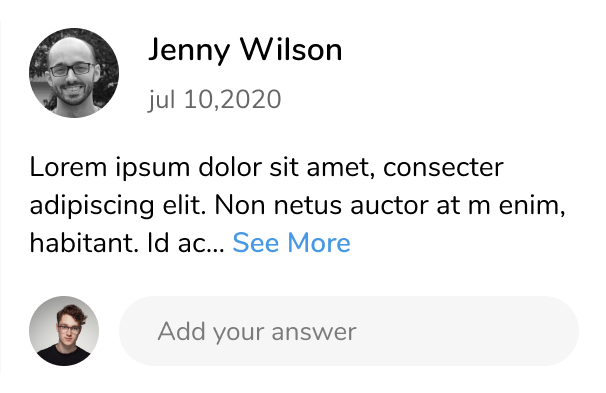 Jenny Wilson
jul 10,2020
Lorem ipsum dolor sit amet, consecter
adipiscing elit. Non netus auctor at m enim,
habitant. Id ac... See More
Add your answer